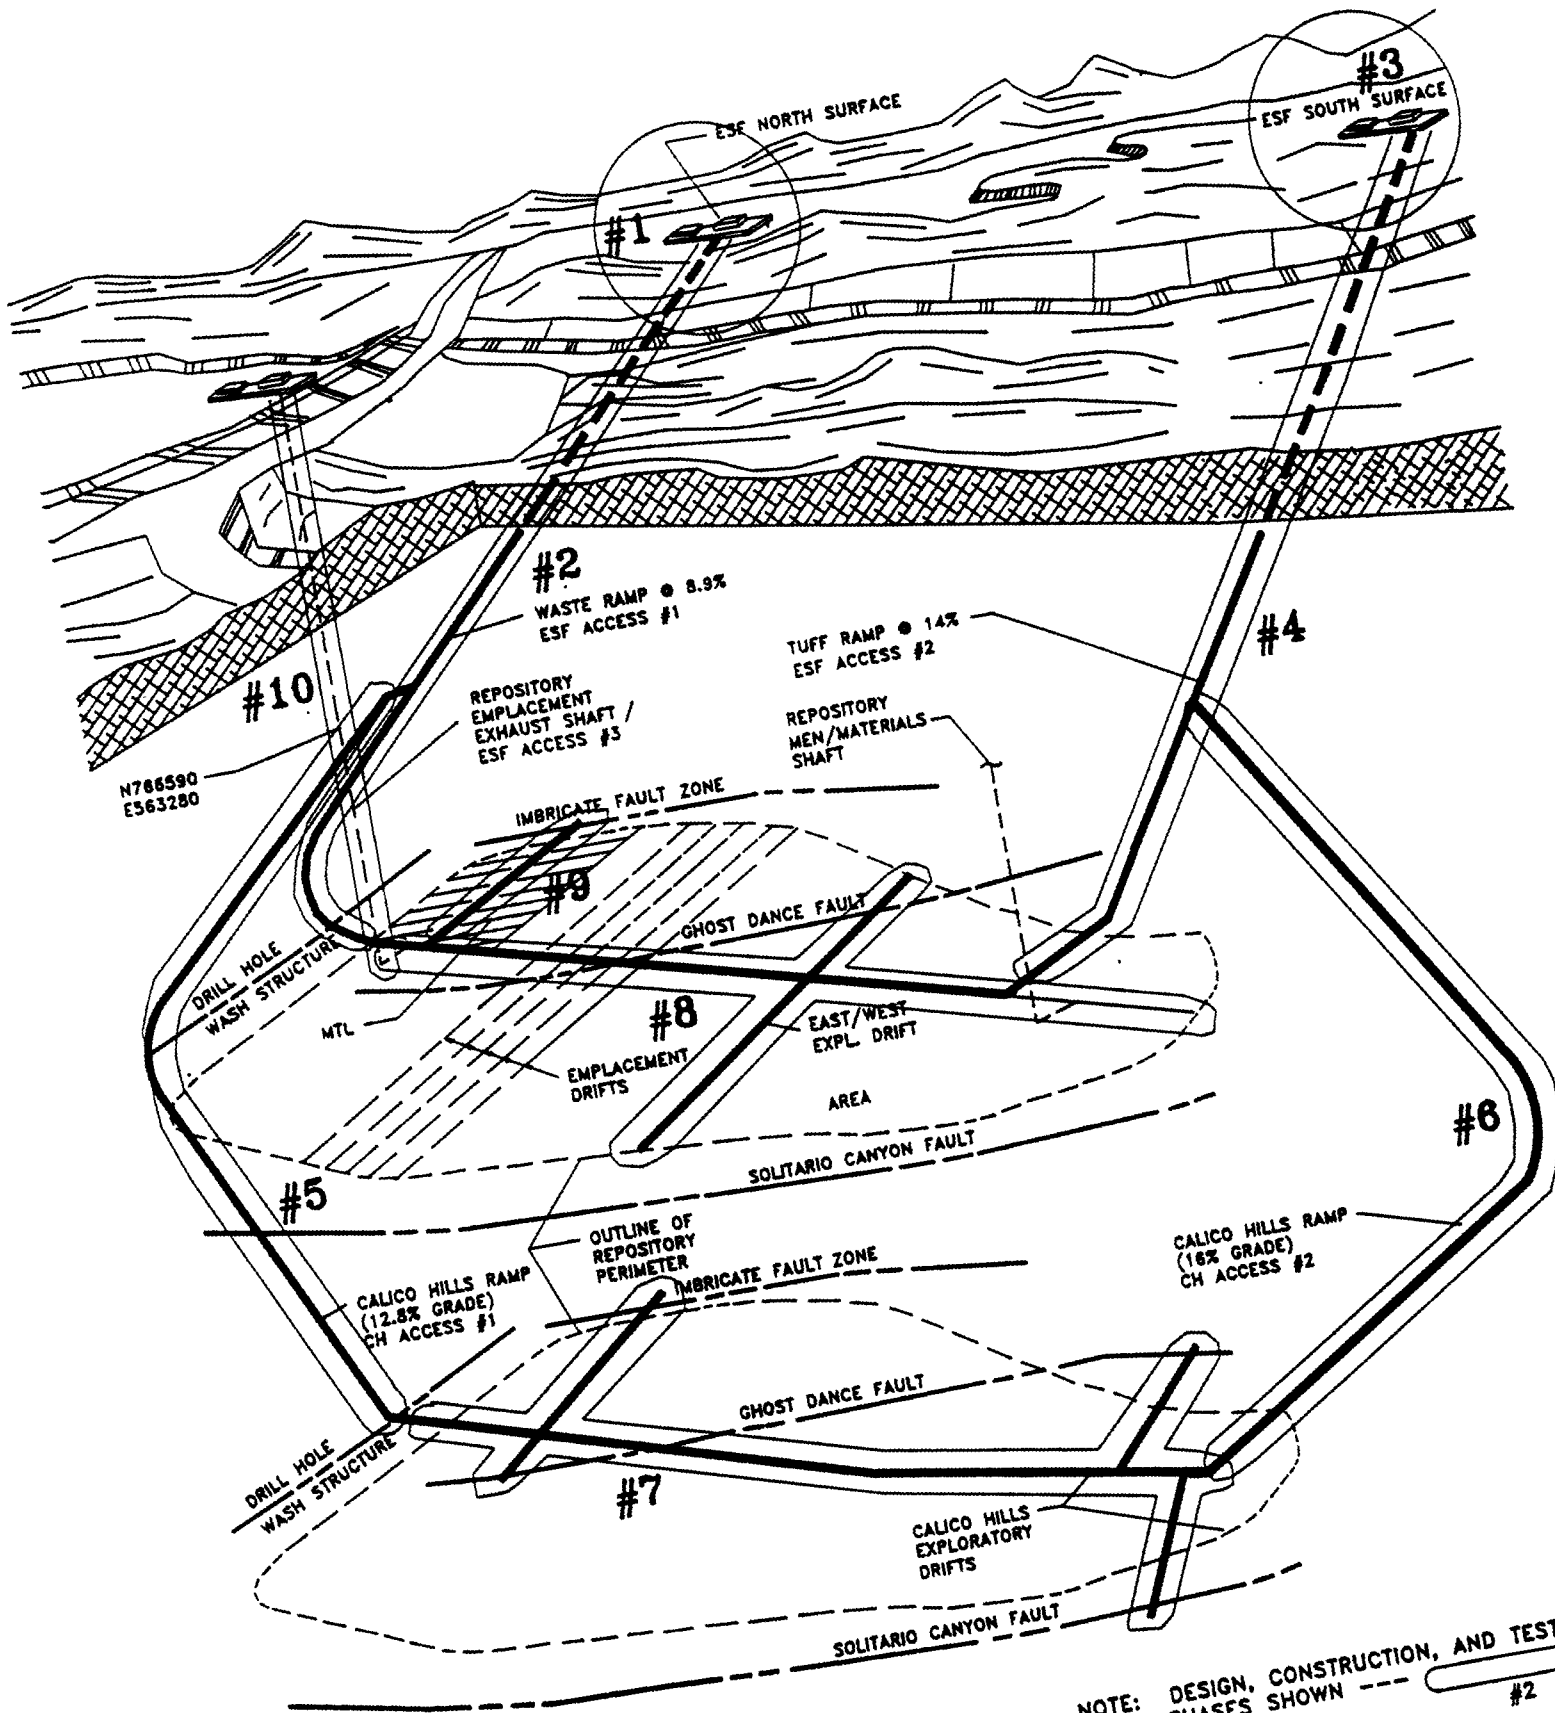 #3
ESF SOUTH SURFACE
ESF NORTH SURFACE
#1
#2
WASTE RAMP @ 8.9%
ESF ACCESS #1
TUFF RAMP @ 14%
ESF ACCESS #2
#4
#10
REPOSITORY
EMPLACEMENT
EXHAUST SHAFT /
ESF ACCESS #3
REPOSITORY
MEN/MATERIALS
SHAFT
N766590
E563280
IMBRICATE FAULT ZONE
#9
GHOST DANCE FAULT
DRILL HOLE
WASH STRUCTURE
MTL
#8
EAST/WEST
EXPL. DRIFT
EMPLACEMENT
DRIFTS
AREA
#6
SOLITARIO CANYON FAULT
#5
OUTLINE OF
REPOSITORY
PERIMETER
CALICO HILLS RAMP
(16% GRADE)
CH ACCESS #2
IMBRICATE FAULT ZONE
CALICO HILLS RAMP
(12.8% GRADE)
CH ACCESS #1
GHOST DANCE FAULT
DRILL HOLE
WASH STRUCTURE
#7
CALICO HILLS
EXPLORATORY
DRIFTS
SOLITARIO CANYON FAULT
NOTE: DESIGN, CONSTRUCTION, AND TEST
SHOWN ---
#2